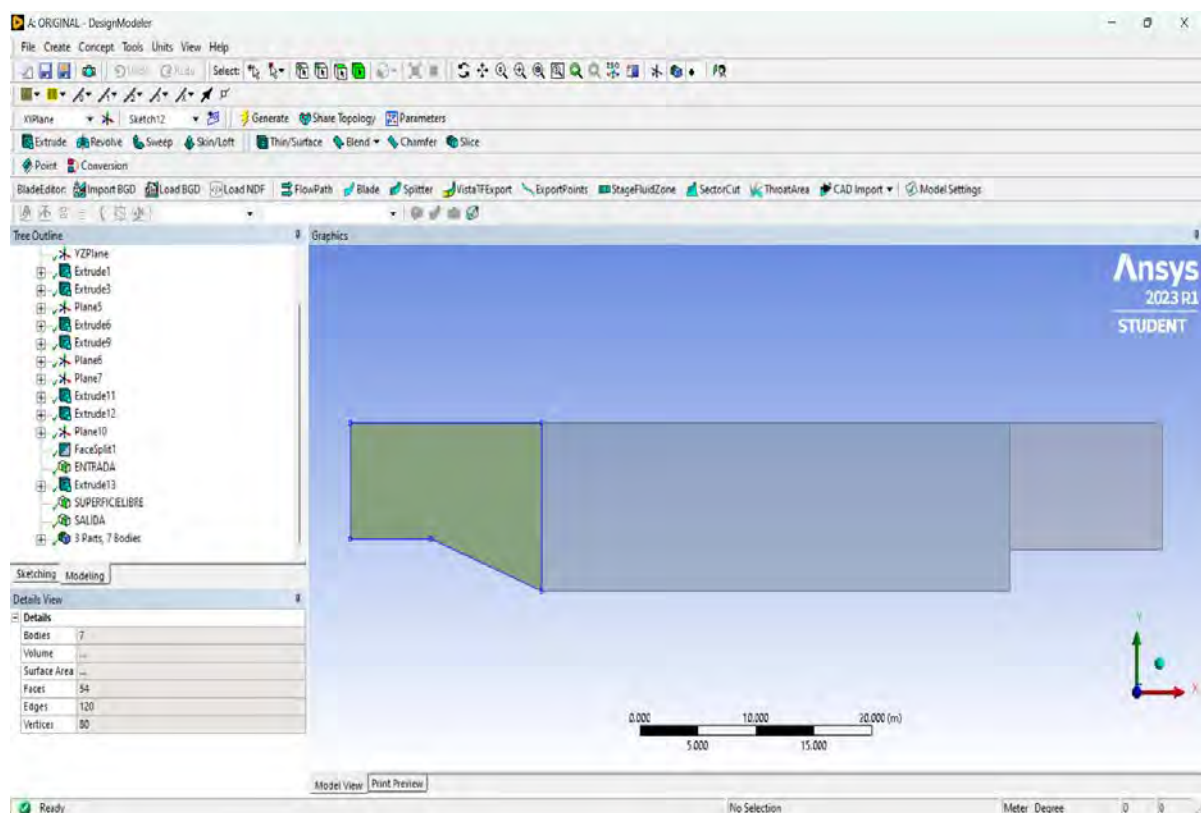 A: ORIGINAL - DesignModeler
File Create Concept Tools Units View Help
Undo Redo Select:
XYPlane Sketch12 Generate Share Topology Parameters
Extrude Revolve Sweep Skin/Loft Thin/Surface Blend Chamfer Slice
Point Conversion
BladeEditor: Import BGD Load BGD Load NDF FlowPath Blade Splitter VistaTFExport ExportPoints StageFluidZone SectorCut ThroatArea CAD Import Model Settings
Tree Outline
Graphics
YZPlane
Extrude1
Extrude3
Plane5
Extrude6
Extrude9
Plane6
Plane7
Extrude11
Extrude12
Plane10
FaceSplit1
ENTRADA
Extrude13
SUPERFICIELIBRE
SALIDA
3 Parts, 7 Bodies
Sketching Modeling
Details View
Details
Bodies 7
Volume ...
Surface Area ...
Faces 54
Edges 120
Vertices 80
Ansys
2023 R1
STUDENT
Y
X
0.000 10.000 20.000 (m)
5.000 15.000
Model View Print Preview
Ready No Selection Meter Degree 0 0